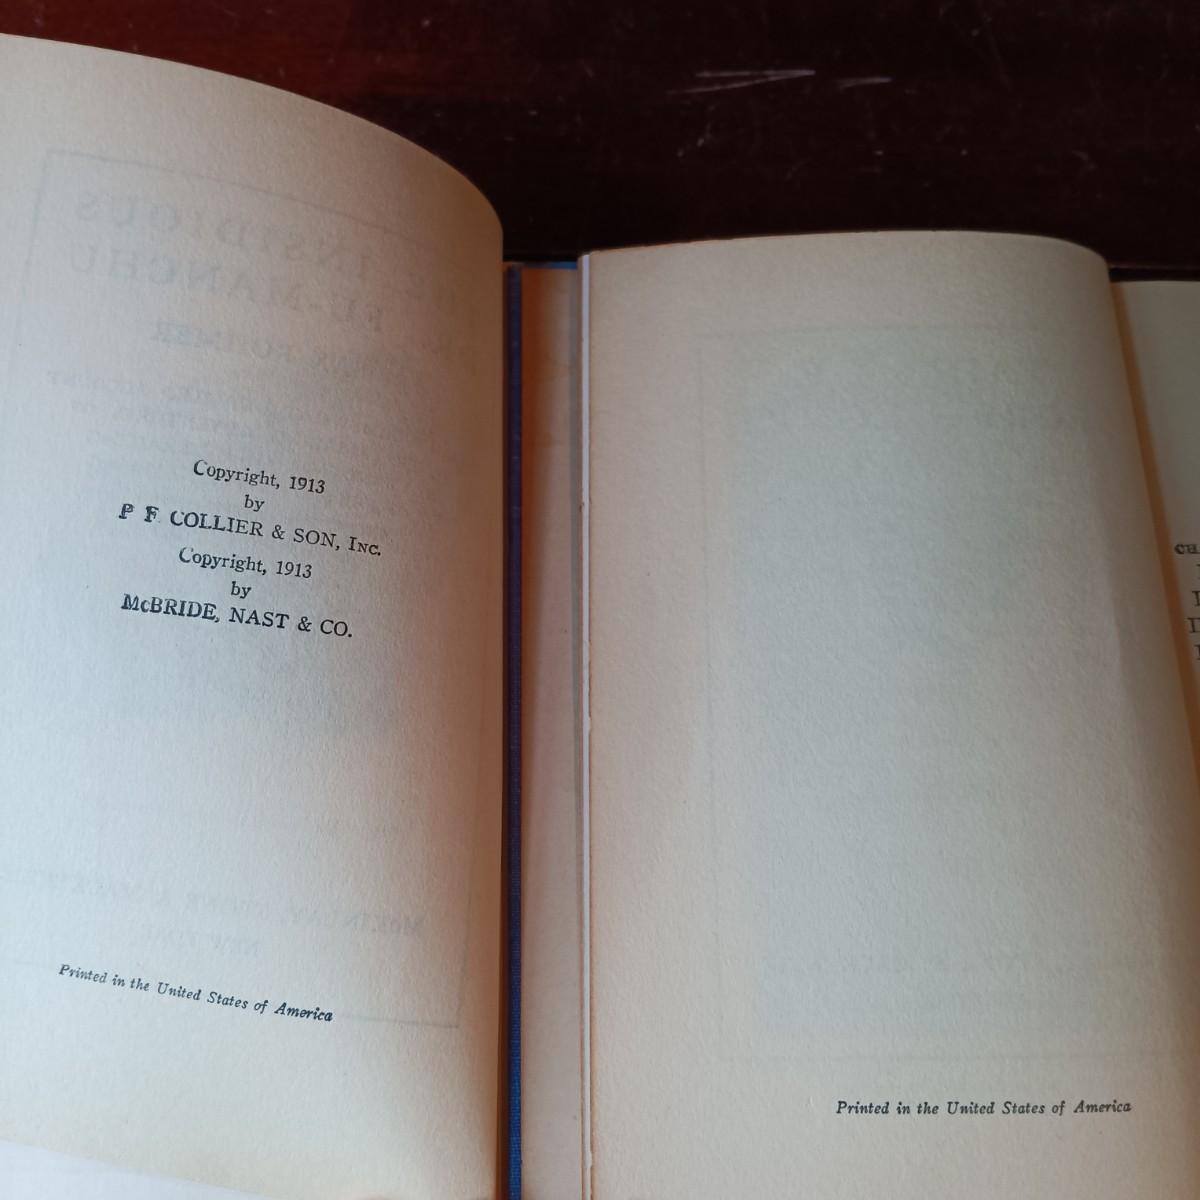 Copyright, 1913
by
P F COLLIER & SON, INC.
Copyright, 1913
by
McBRIDE, NAST & CO.
Printed in the United States of America
Printed in the United States of America